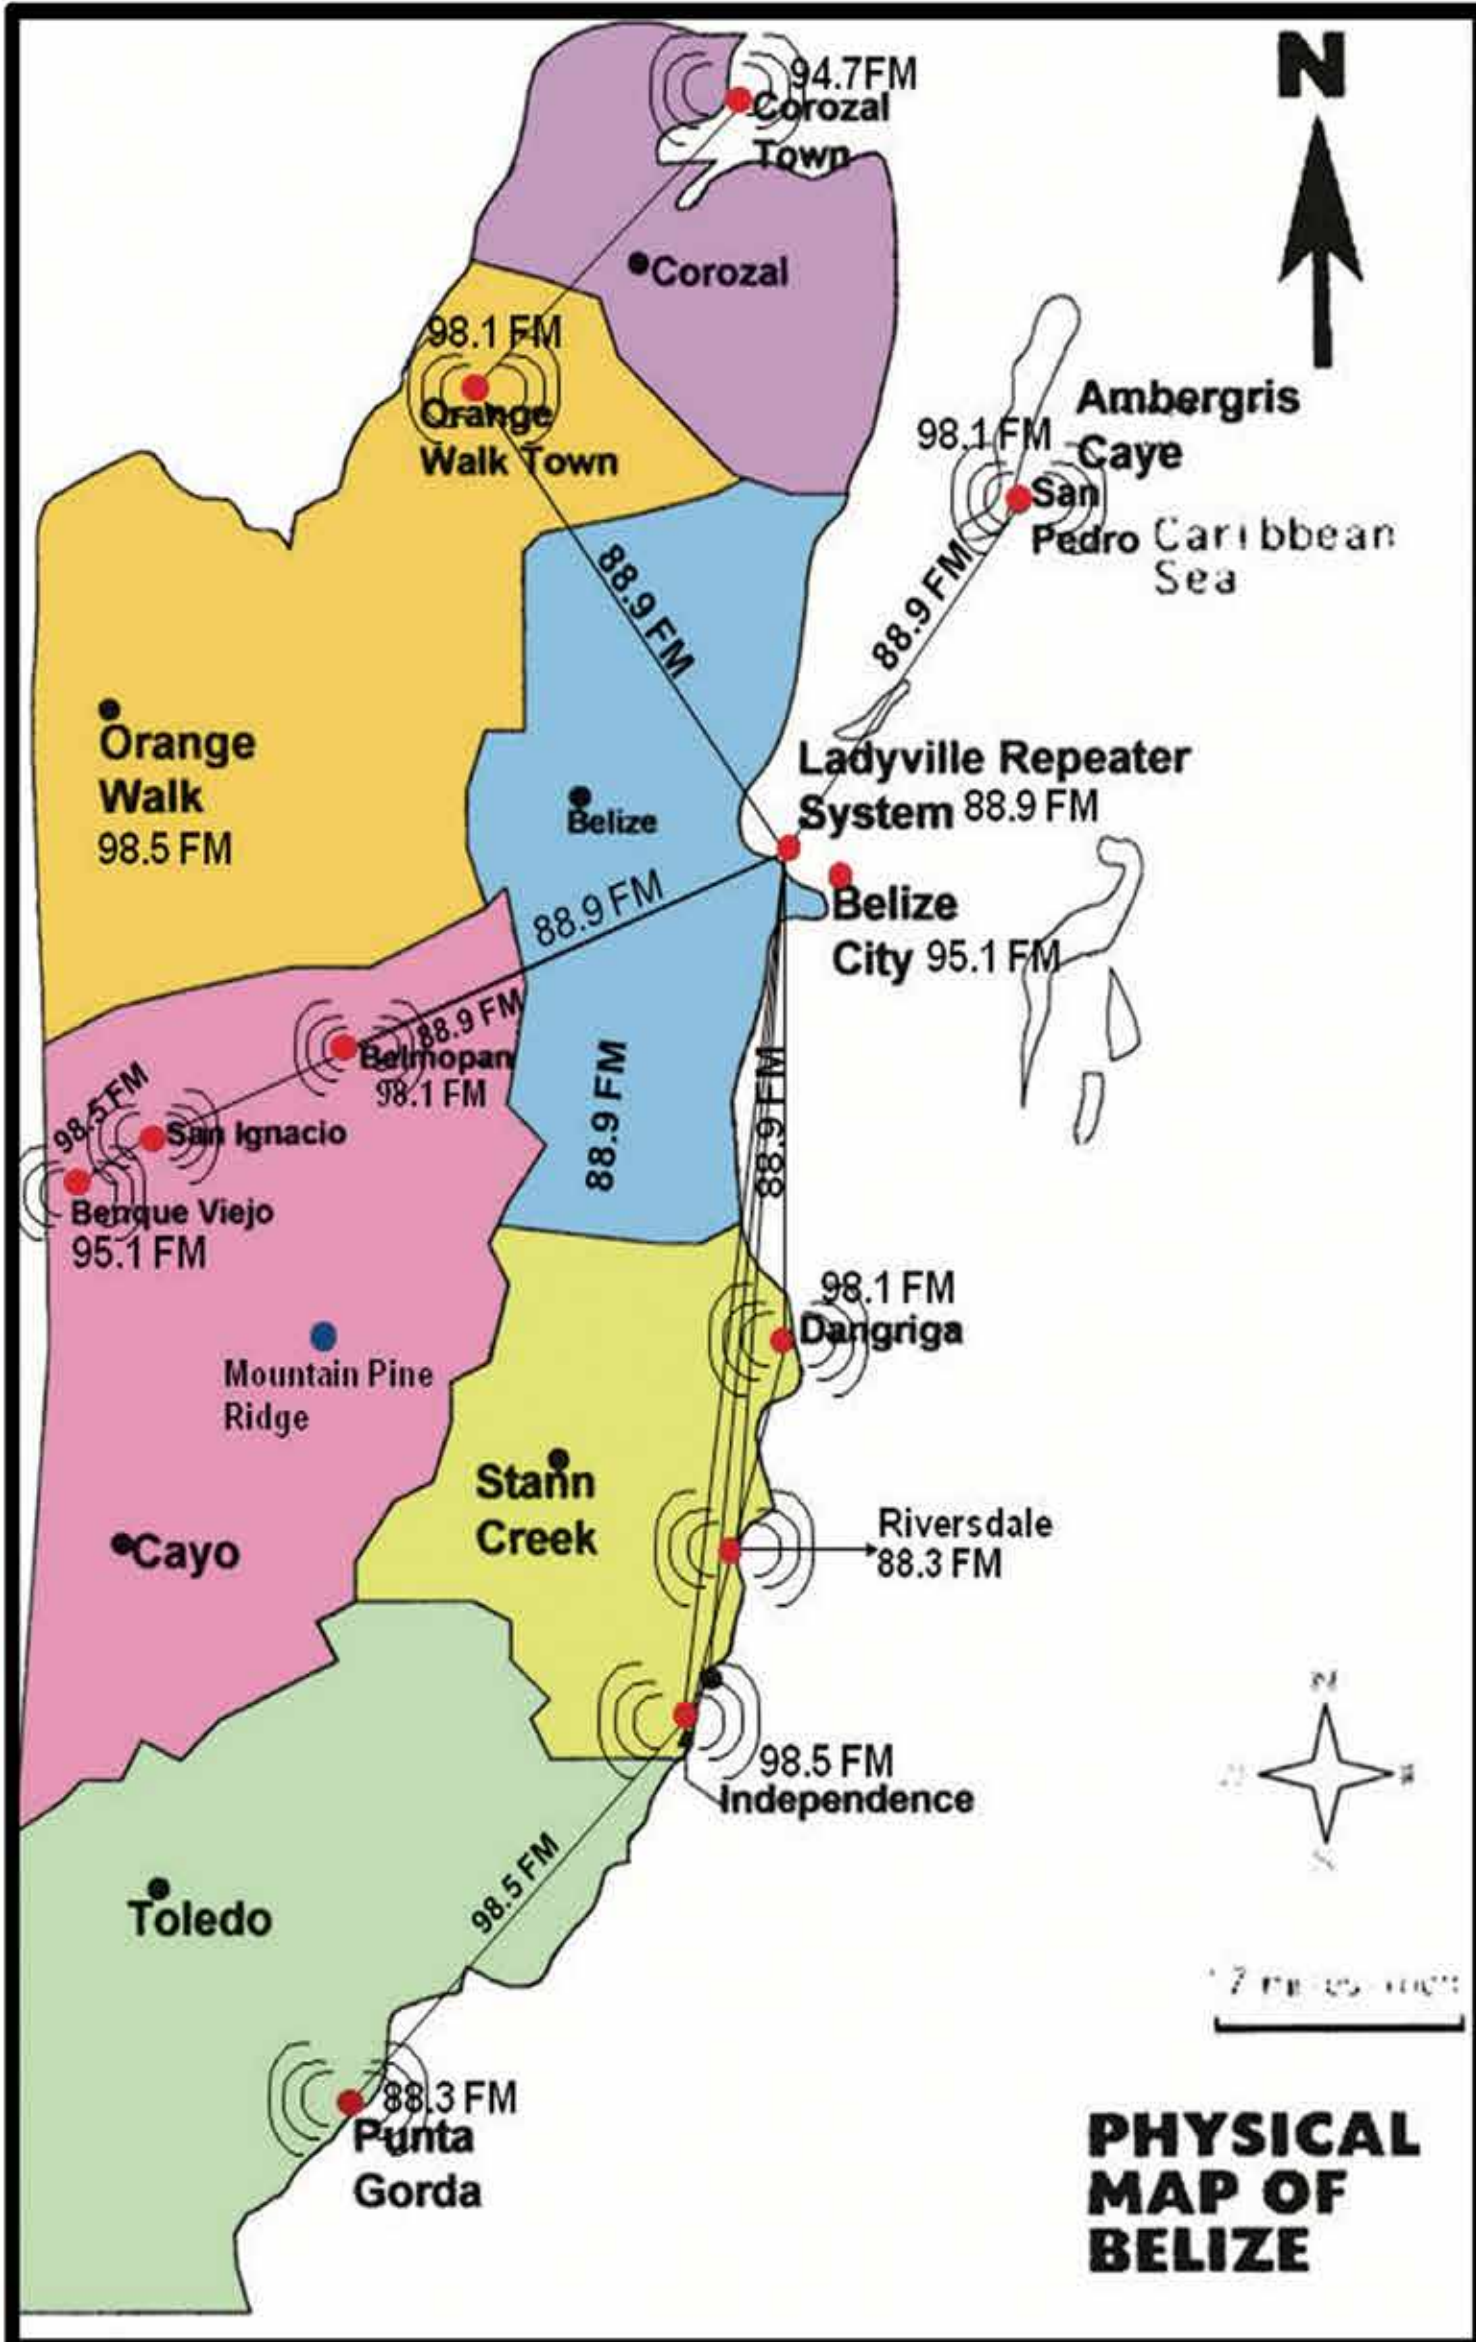 N
94.7FM
Corozal
Town
Corozal
98.1 FM
Orange
Walk Town
Ambergris
Caye
98.1 FM
San
Pedro
Caribbean
Sea
88.9 FM
88.9 FM
Orange
Walk
98.5 FM
Belize
Ladyville Repeater
System 88.9 FM
Belize
City 95.1 FM
88.9 FM
88.9 FM
Belmopan
98.1 FM
98.5 FM
San Ignacio
Benque Viejo
95.1 FM
88.9 FM
88.9 FM
Mountain Pine
Ridge
98.1 FM
Dangriga
Stann
Creek
Cayo
Riversdale
88.3 FM
98.5 FM
Independence
98.5 FM
Toledo
88.3 FM
Punta
Gorda
PHYSICAL
MAP OF
BELIZE